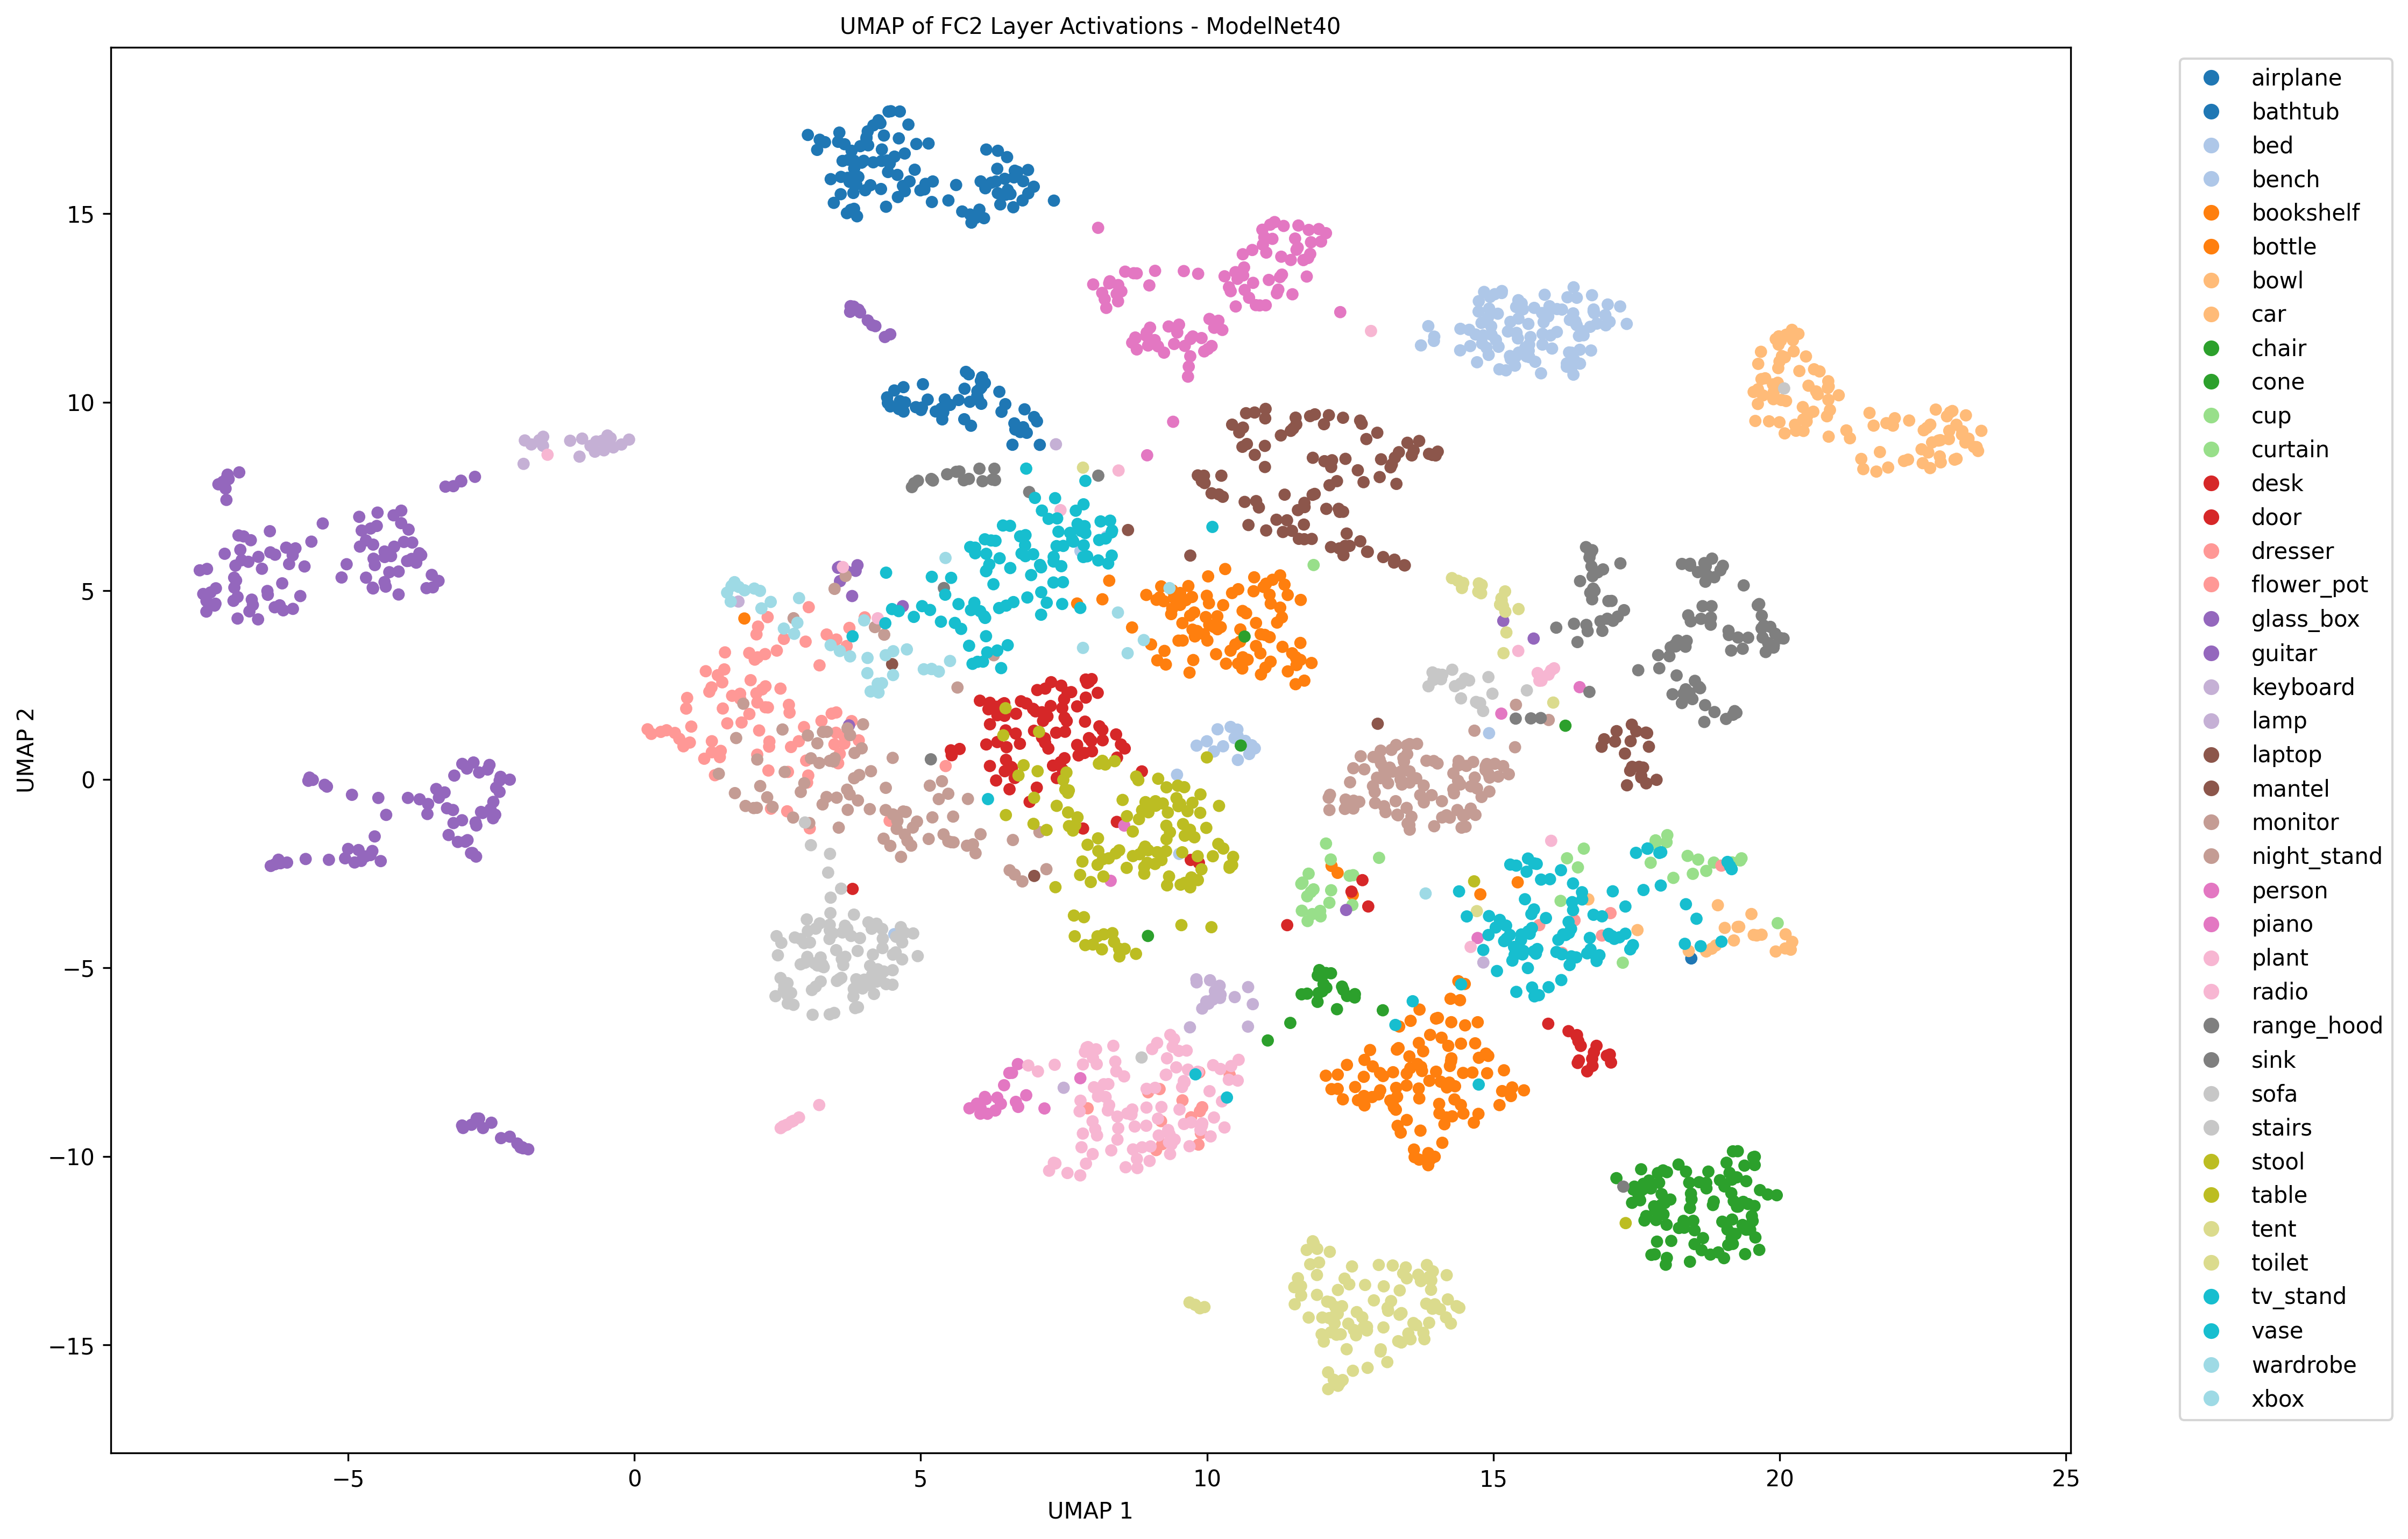 UMAP of FC2 Layer Activations - ModelNet40
UMAP 2
15
10
5
0
−5
−10
−15
−5
0
5
10
15
20
25
UMAP 1
airplane
bathtub
bed
bench
bookshelf
bottle
bowl
car
chair
cone
cup
curtain
desk
door
dresser
flower_pot
glass_box
guitar
keyboard
lamp
laptop
mantel
monitor
night_stand
person
piano
plant
radio
range_hood
sink
sofa
stairs
stool
table
tent
toilet
tv_stand
vase
wardrobe
xbox